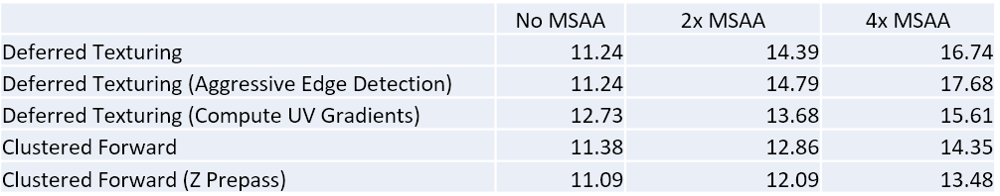 No MSAA 2x MSAA 4x MSAA
Deferred Texturing 11.24 14.39 16.74
Deferred Texturing (Aggressive Edge Detection) 11.24 14.79 17.68
Deferred Texturing (Compute UV Gradients) 12.73 13.68 15.61
Clustered Forward 11.38 12.86 14.35
Clustered Forward (Z Prepass) 11.09 12.09 13.48